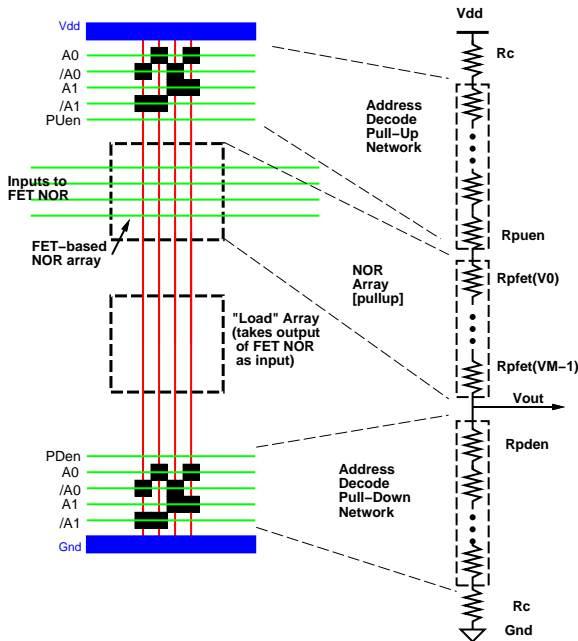 Vdd
A0
/A0
A1
/A1
PUen
Inputs to
FET NOR
FET-based
NOR array
"Load" Array
(takes output
of FET NOR
as input)
PDen
A0
/A0
A1
/A1
Gnd
Address
Decode
Pull-Up
Network
NOR
Array
[pullup]
Address
Decode
Pull-Down
Network
Vdd
Rc
Rpuen
Rpfet(V0)
Rpfet(VM-1)
Vout
Rpden
Rc
Gnd